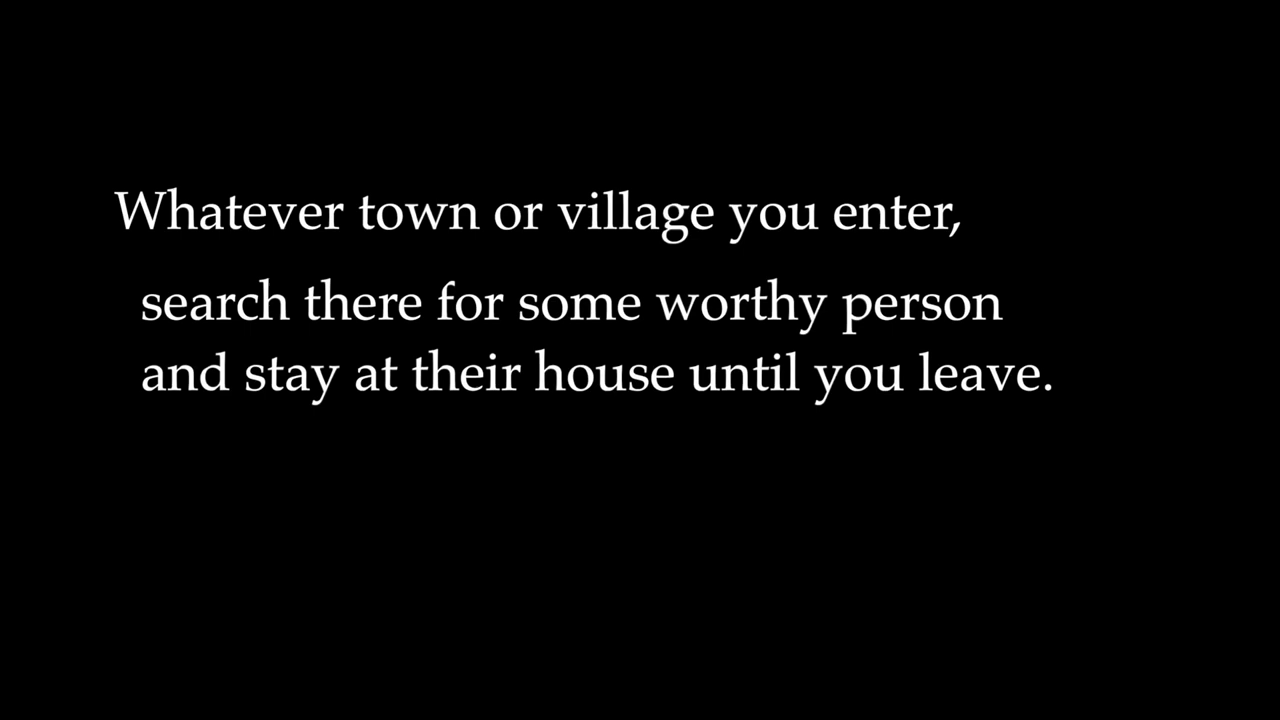 Whatever town or village you enter,
search there for some worthy person
and stay at their house until you leave.